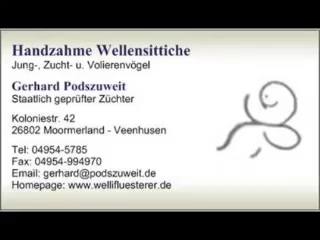 Handzahme Wellensittiche
Jung-, Zucht- u. Volierenvögel
Gerhard Podszuweit
Staatlich geprüfter Züchter
Koloniestr. 42
26802 Moormerland - Veenhusen
Tel: 04954-5785
Fax: 04954-994970
Email: gerhard@podszuweit.de
Homepage: www.wellifluesterer.de